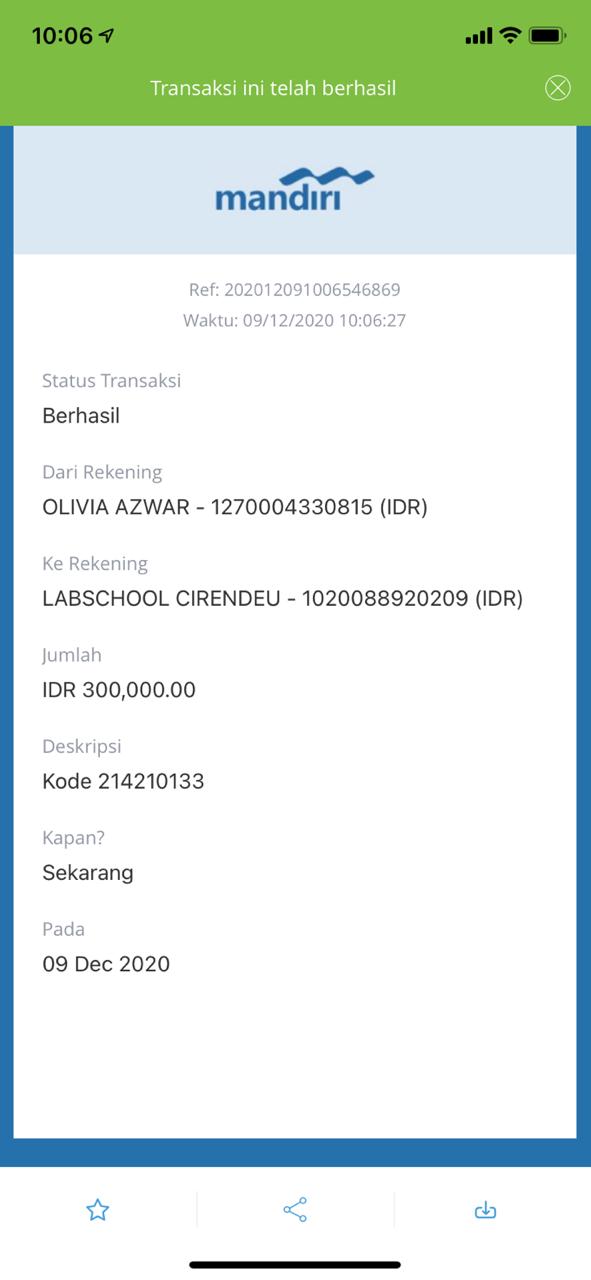 10:06
Transaksi ini telah berhasil
mandiri
Ref: 202012091006546869
Waktu: 09/12/2020 10:06:27
Status Transaksi
Berhasil
Dari Rekening
OLIVIA AZWAR - 1270004330815 (IDR)
Ke Rekening
LABSCHOOL CIRENDEU - 1020088920209 (IDR)
Jumlah
IDR 300,000.00
Deskripsi
Kode 214210133
Kapan?
Sekarang
Pada
09 Dec 2020